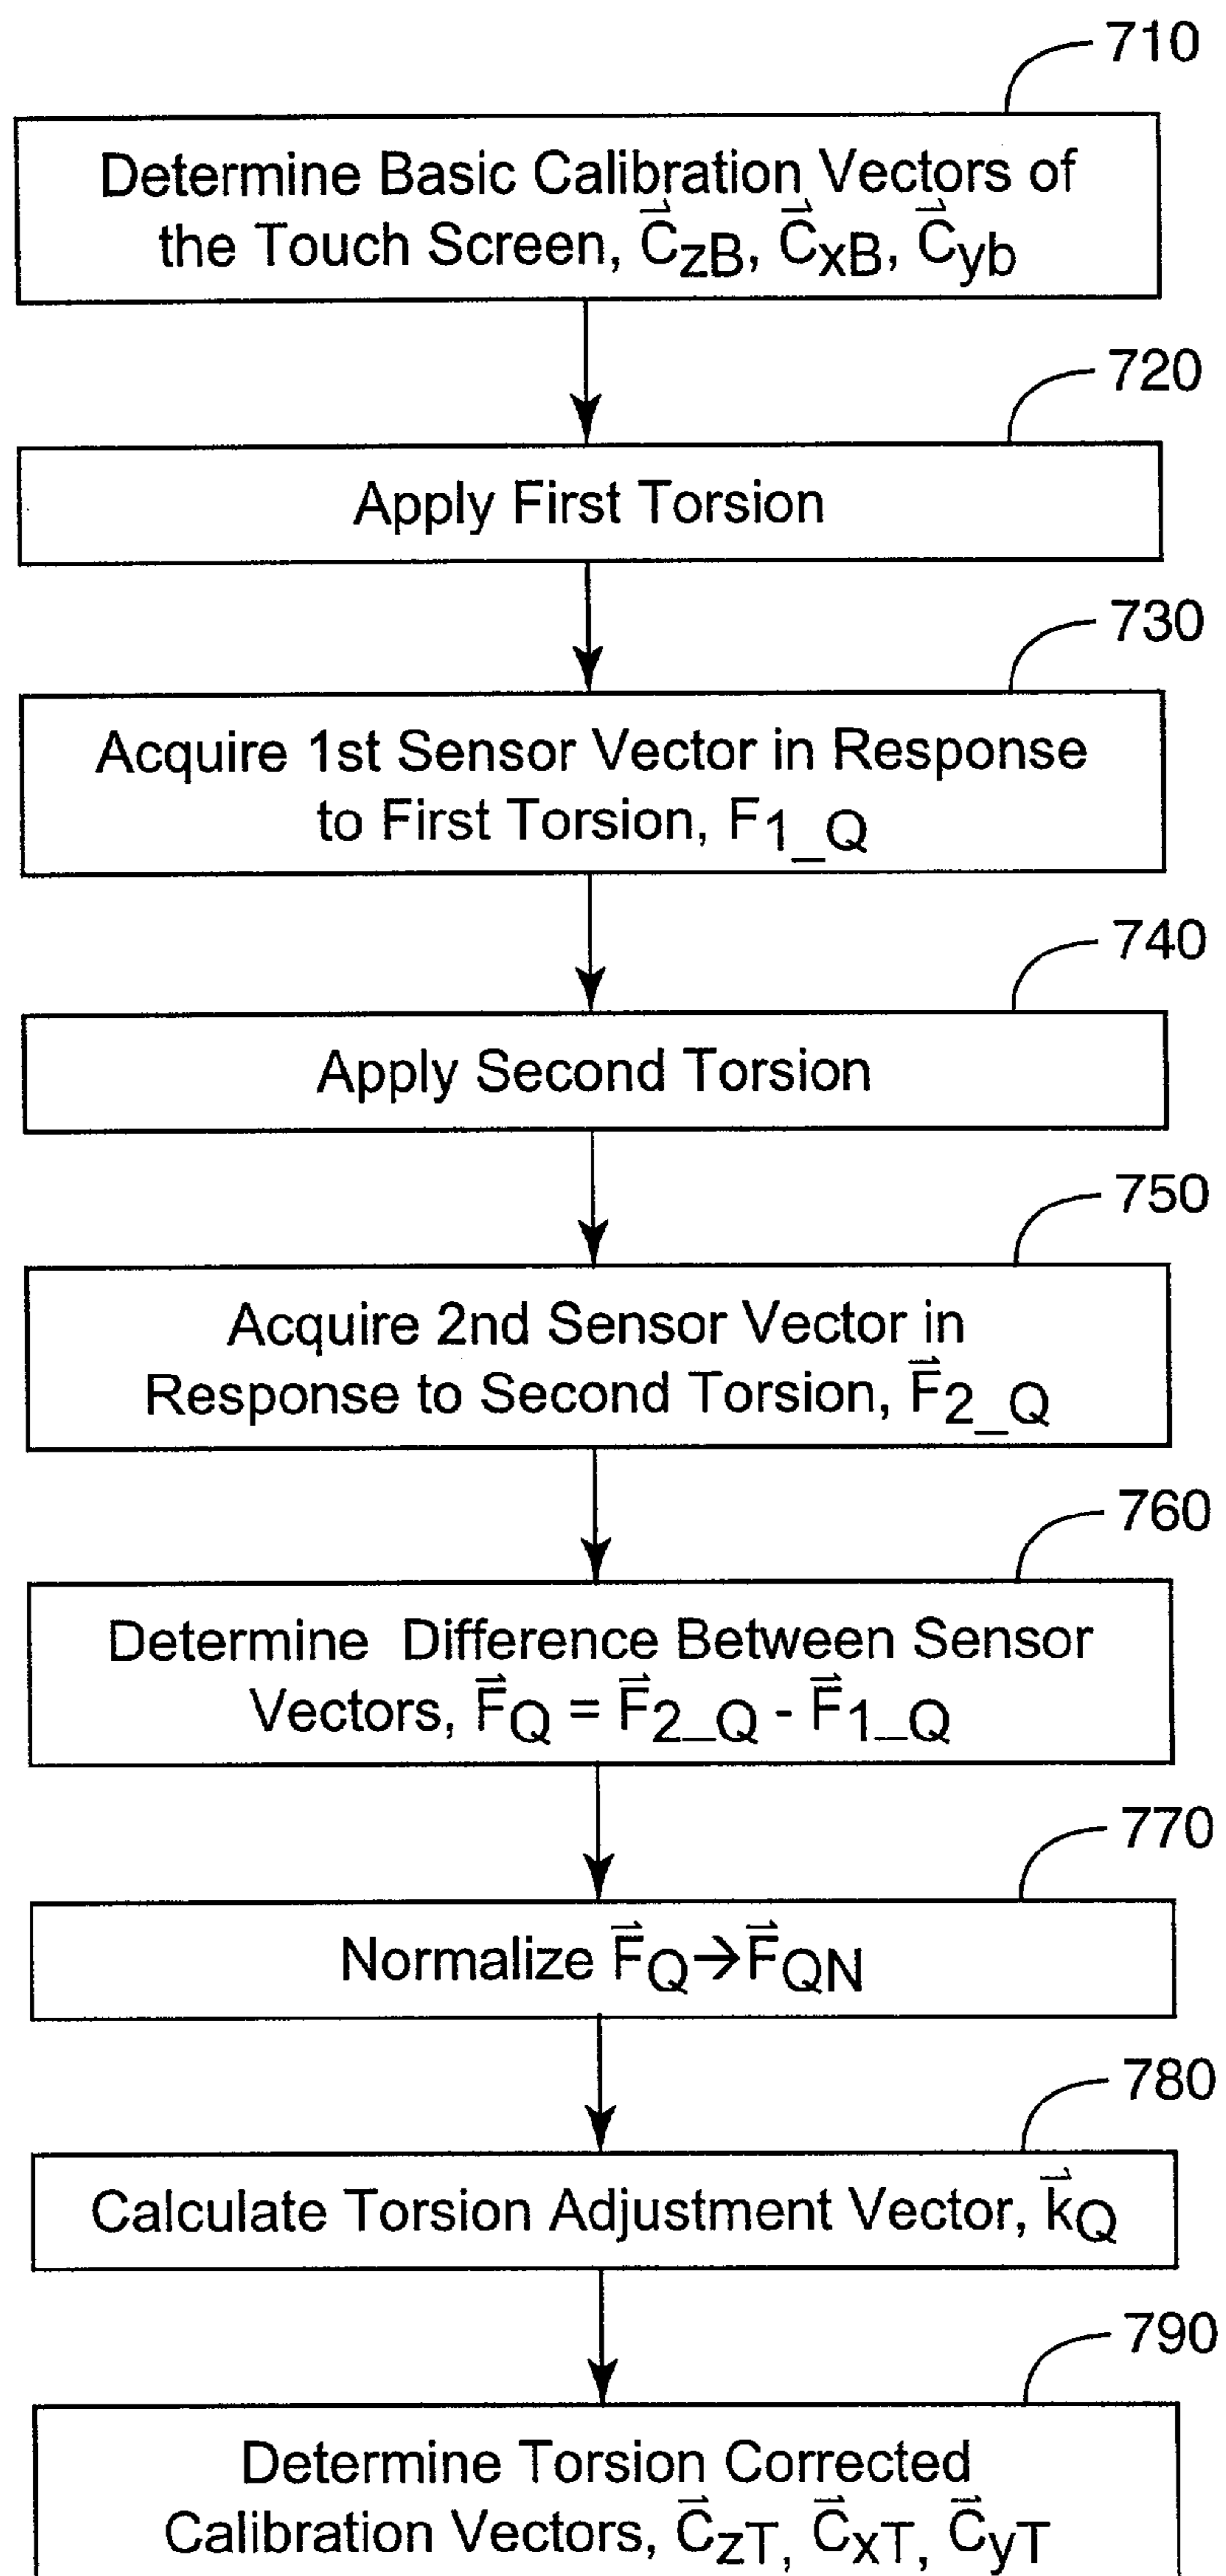 710
Determine Basic Calibration Vectors of
the Touch Screen, C⃗zB, C⃗xB, C⃗yb
720
Apply First Torsion
730
Acquire 1st Sensor Vector in Response
to First Torsion, F1_Q
740
Apply Second Torsion
750
Acquire 2nd Sensor Vector in
Response to Second Torsion, F⃗2_Q
760
Determine Difference Between Sensor
Vectors, F⃗Q = F⃗2_Q - F⃗1_Q
770
Normalize F⃗Q→F⃗QN
780
Calculate Torsion Adjustment Vector, k⃗Q
790
Determine Torsion Corrected
Calibration Vectors, C⃗zT, C⃗xT, C⃗yT